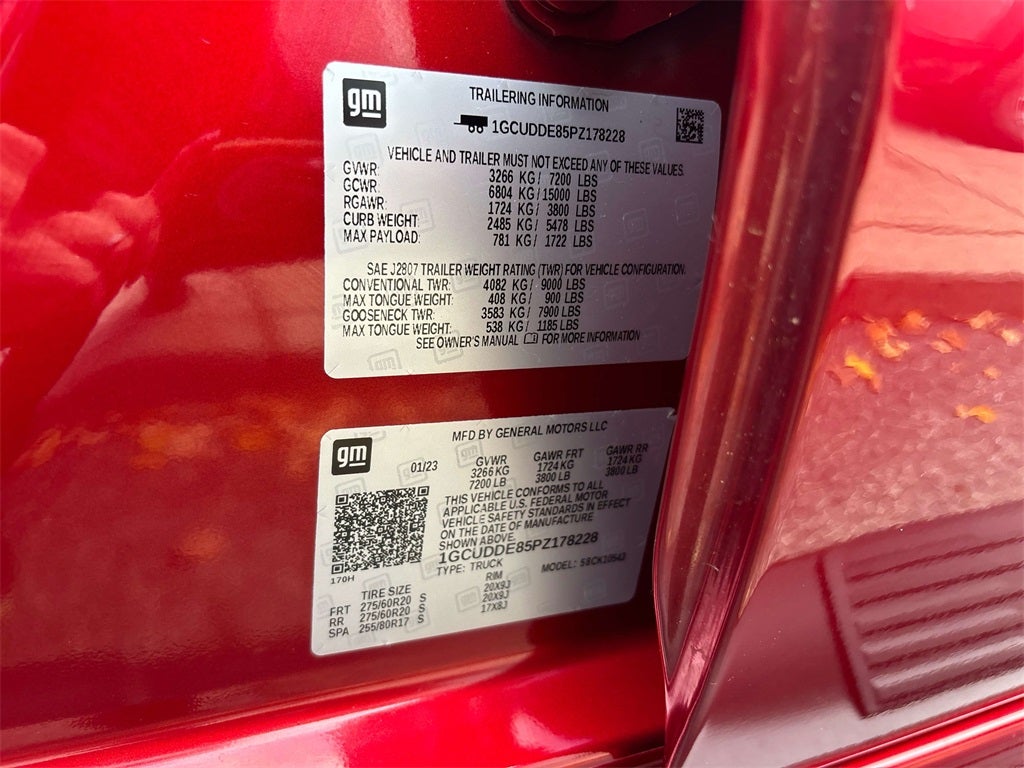 gm
TRAILERING INFORMATION
1GCUDDE85PZ178228
VEHICLE AND TRAILER MUST NOT EXCEED ANY OF THESE VALUES.
GVWR: 3266 KG / 7200 LBS
GCWR: 6804 KG / 15000 LBS
RGAWR: 1724 KG / 3800 LBS
CURB WEIGHT: 2485 KG / 5478 LBS
MAX PAYLOAD: 781 KG / 1722 LBS
SAE J2807 TRAILER WEIGHT RATING (TWR) FOR VEHICLE CONFIGURATION.
CONVENTIONAL TWR: 4082 KG / 9000 LBS
MAX TONGUE WEIGHT: 408 KG / 900 LBS
GOOSENECK TWR: 3583 KG / 7900 LBS
MAX TONGUE WEIGHT: 538 KG / 1185 LBS
SEE OWNER'S MANUAL FOR MORE INFORMATION
gm
MFD BY GENERAL MOTORS LLC
01/23 GVWR GAWR FRT GAWR RR
3266 KG 1724 KG 1724 KG
7200 LB 3800 LB 3800 LB
THIS VEHICLE CONFORMS TO ALL
APPLICABLE U.S. FEDERAL MOTOR
VEHICLE SAFETY STANDARDS IN EFFECT
ON THE DATE OF MANUFACTURE
SHOWN ABOVE.
1GCUDDE85PZ178228
170H TYPE: TRUCK MODEL: 58CK10543
TIRE SIZE RIM
FRT 275/60R20 S 20X9J
RR 275/60R20 S 20X9J
SPA 255/80R17 S 17X8J